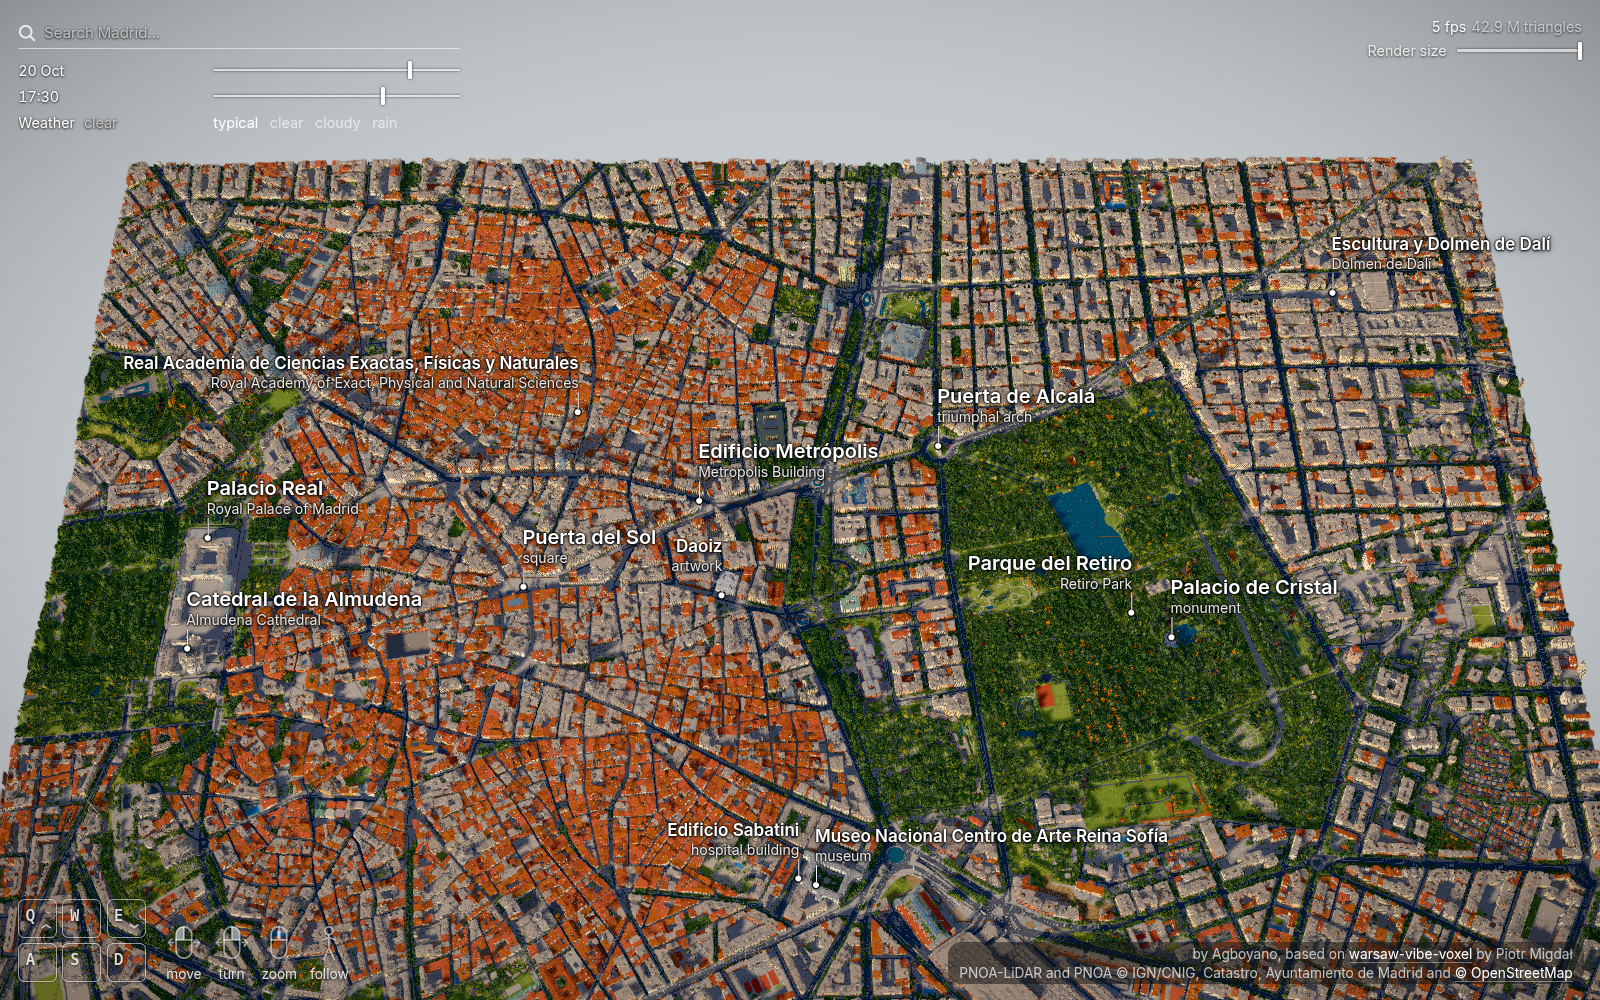 Search Madrid...
5 fps 42.9 M triangles
Render size
20 Oct
17:30
Weather clear typical clear cloudy rain
Escultura y Dolmen de Dalí
Dolmen de Dalí
Real Academia de Ciencias Exactas, Físicas y Naturales
Royal Academy of Exact, Physical and Natural Sciences
Puerta de Alcalá
triumphal arch
Edificio Metrópolis
Metropolis Building
Palacio Real
Royal Palace of Madrid
Puerta del Sol
square
Daoiz
artwork
Parque del Retiro
Retiro Park
Palacio de Cristal
monument
Catedral de la Almudena
Almudena Cathedral
Edificio Sabatini
hospital building
Museo Nacional Centro de Arte Reina Sofía
museum
Q W E
A S D
move turn zoom follow
by Agboyano, based on warsaw-vibe-voxel by Piotr Migdał
PNOA-LiDAR and PNOA © IGN/CNIG, Catastro, Ayuntamiento de Madrid and © OpenStreetMap